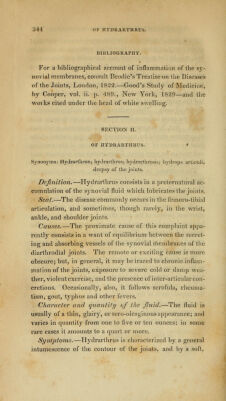 344 OF HYDRARTHRUS.
BIBLIOGRAPHY.
For a bibliographical account of inflammation of the sy-
novial membranes, consult Brodie's Treatise on the Diseases
of the Joints, London, 1822.—Good's Study of Medicine,
by Cooper, vol. ii. p. 489., New York, 1829—and the
works cited under the head of white swelling.
SECTION II.
OF HYDRARTHRUS.
Synonyms: Hydrarthron; hydrarthros; hydrarthrosis; hydrops articuli,
dropsy of the joints.
Definition.—Hydrarthrus consists in a preternatural ac-
cumulation of the synovial fluid which lubricates the joints.
Seat.—The disease commonly occurs in the femoro-tibial
articulation, and sometimes, though rarely, in the wrist,
ankle, and shoulder joints.
Causes.—The proximate cause of this complaint appa-
rently consists in a want of equilibrium between the secret-
ing and absorbing vessels of the synovial membranes of the
diarthrodial joints. The remote or exciting cause is more
obscure; but, in general, it may be traced to chronic inflam-
mation of the joints, exposure to severe cold or damp wea-
ther, violent exercise, and the presence of inter-articular con-
cretions. Occasionally, also, it follows scrofula, rheuma-
tism, gout, typhus and other fevers.
Character and quantity of the fluid.—The fluid is
usually of a thin, glairy, or sero-oleaginous appearance; and
varies in quantity from one to five or ten ounces; in some
rare cases it amounts to a quart or more.
Symptoms.—Hydrarthrus is characterized by a general
intumescence of the contour of the joints, and by a soft,